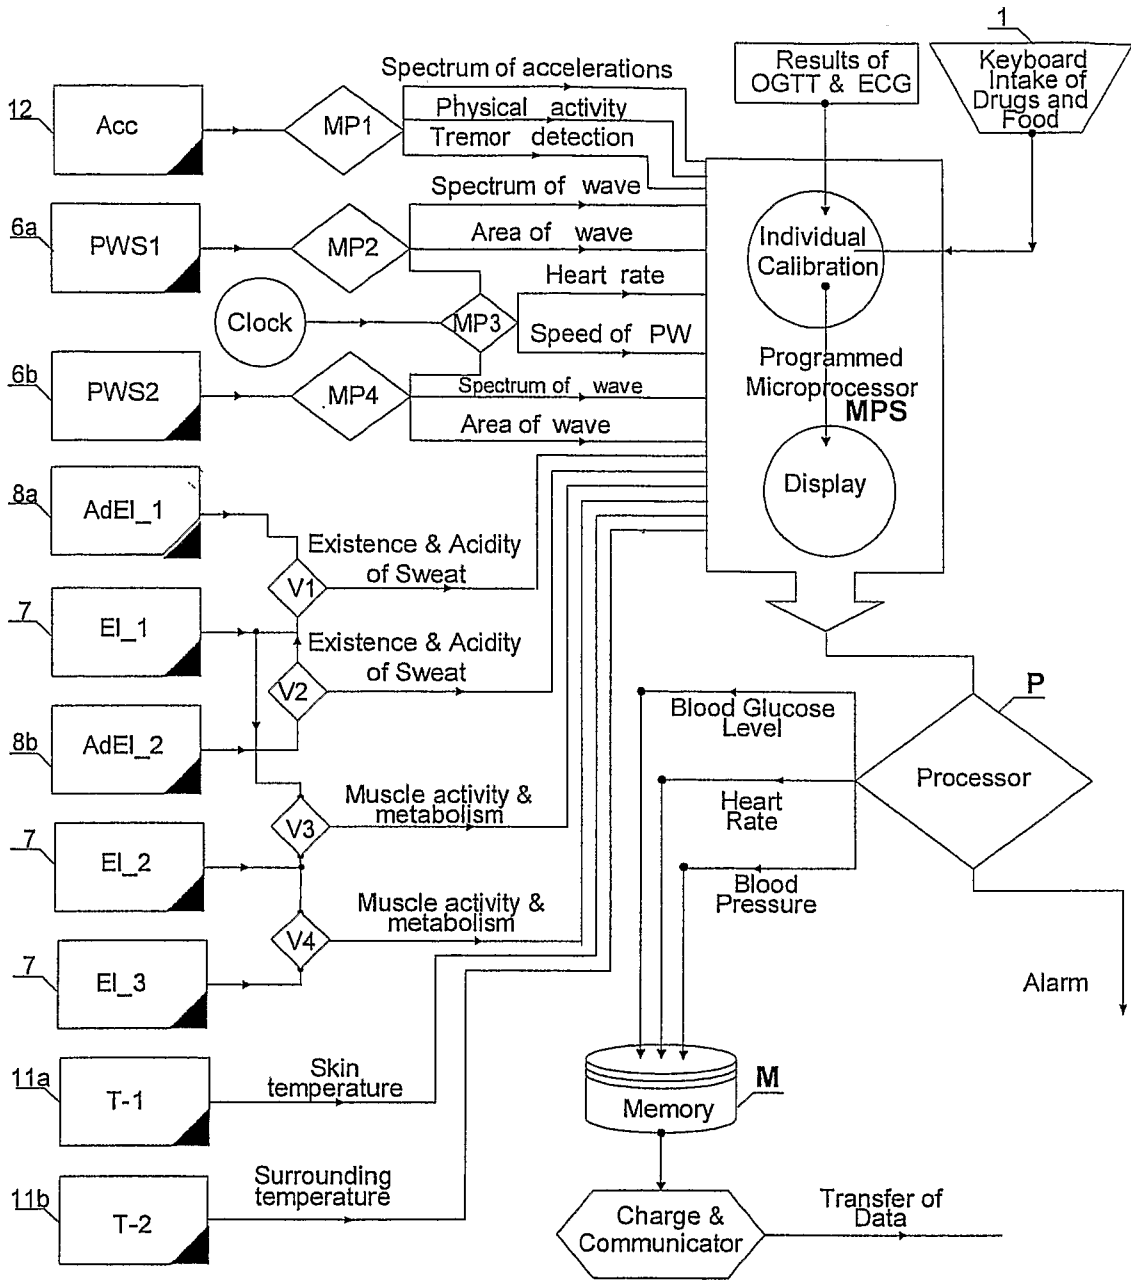 1
Results of
OGTT & ECG
Keyboard
Intake of
Drugs and
Food
12
Acc
MP1
Spectrum of accelerations
Physical activity
Tremor detection
6a
PWS1
MP2
Spectrum of wave
Area of wave
Individual
Calibration
Clock
MP3
Heart rate
Speed of PW
Programmed
Microprocessor
MPS
6b
PWS2
MP4
Spectrum of wave
Area of wave
Display
8a
AdEl_1
Existence & Acidity
of Sweat
V1
7
El_1
Existence & Acidity
of Sweat
V2
8b
AdEl_2
P
Processor
Blood Glucose
Level
Heart
Rate
Blood
Pressure
Alarm
Muscle activity &
metabolism
V3
7
El_2
Muscle activity &
metabolism
V4
7
El_3
11a
T-1
Skin
temperature
M
Memory
11b
T-2
Surrounding
temperature
Charge &
Communicator
Transfer of
Data